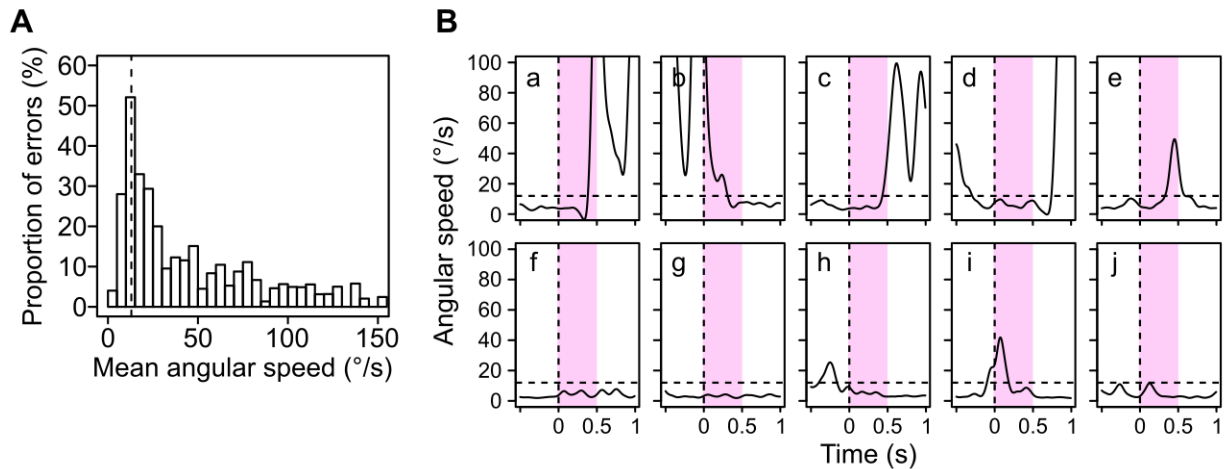 A
Proportion of errors (%)
60
50
40
30
20
10
0
0 50 100 150
Mean angular speed (°/s)
B
Angular speed (°/s)
100
80
60
40
20
0
a b c d e
100
80
60
40
20
0
f g h i j
0 0.5 1 0 0.5 1 0 0.5 1 0 0.5 1 0 0.5 1
Time (s)